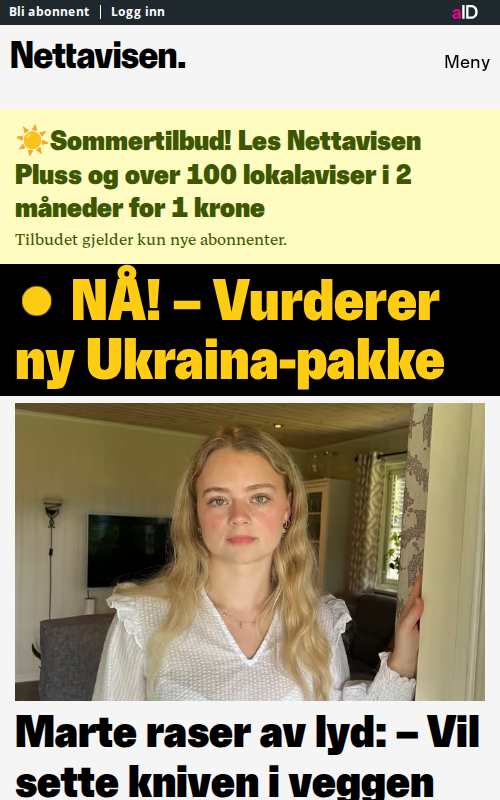 Bli abonnent | Logg inn
aID
Nettavisen.
Meny
☀️Sommertilbud! Les Nettavisen
Pluss og over 100 lokalaviser i 2
måneder for 1 krone
Tilbudet gjelder kun nye abonnenter.
NÅ! – Vurderer
ny Ukraina-pakke
Marte raser av lyd: – Vil
sette kniven i veggen